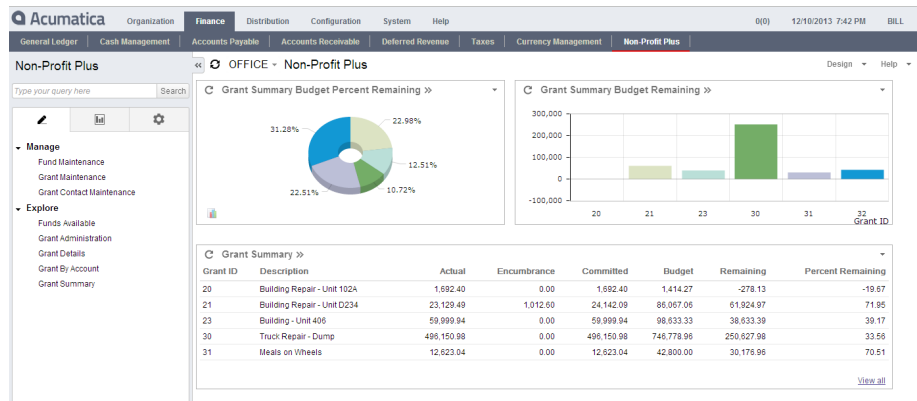 Acumatica Organization Finance Distribution Configuration System Help 0(0) 12/10/2013 7:42 PM BILL
General Ledger Cash Management Accounts Payable Accounts Receivable Deferred Revenue Taxes Currency Management Non-Profit Plus
Non-Profit Plus
Type your query here Search
Manage
Fund Maintenance
Grant Maintenance
Grant Contact Maintenance
Explore
Funds Available
Grant Administration
Grant Details
Grant By Account
Grant Summary
« OFFICE - Non-Profit Plus Design Help
Grant Summary Budget Percent Remaining »
31.28%
22.98%
12.51%
10.72%
22.51%
Grant Summary Budget Remaining »
300,000
200,000
100,000
0
-100,000
20 21 23 30 31 32
Grant ID
Grant Summary »
Grant ID Description Actual Encumbrance Committed Budget Remaining Percent Remaining
20 Building Repair - Unit 102A 1,692.40 0.00 1,692.40 1,414.27 -278.13 -19.67
21 Building Repair - Unit D234 23,129.49 1,012.60 24,142.09 86,067.06 61,924.97 71.95
23 Building - Unit 406 59,999.94 0.00 59,999.94 98,633.33 38,633.39 39.17
30 Truck Repair - Dump 496,150.98 0.00 496,150.98 746,778.96 250,627.98 33.56
31 Meals on Wheels 12,623.04 0.00 12,623.04 42,800.00 30,176.96 70.51
View all